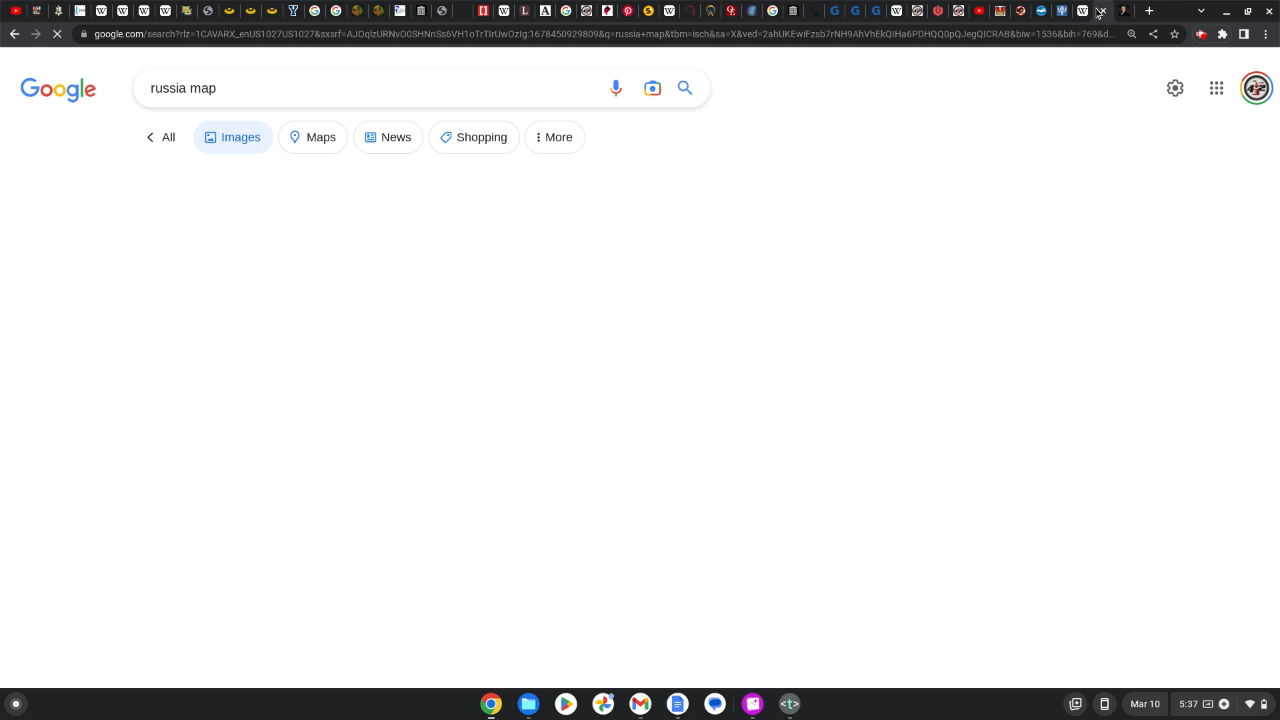 google.com/search?rlz=1CAVARX_enUS1027US1027&sxsrf=AJOqlzURNvO0SHNnSs6VH1oTrTIrUwOzIg:1678450929809&q=russia+map&tbm=isch&sa=X&ved=2ahUKEwiFzsb7rNH9AhVhEkQIHa6PDHQQ0pQJegQICRAB&biw=1536&bih=769&d...
Google
russia map
All
Images
Maps
News
Shopping
More
Mar 10
5:37